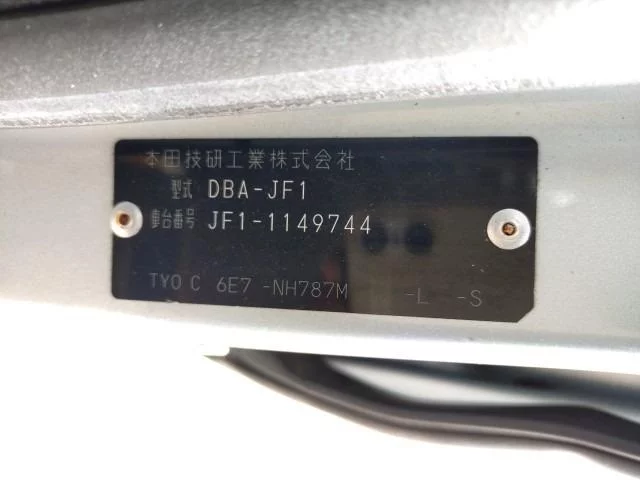 本田技研工業株式会社
型式 DBA-JF1
車台番号 JF1-1149744
TYO C 6E7 -NH787M -L -S